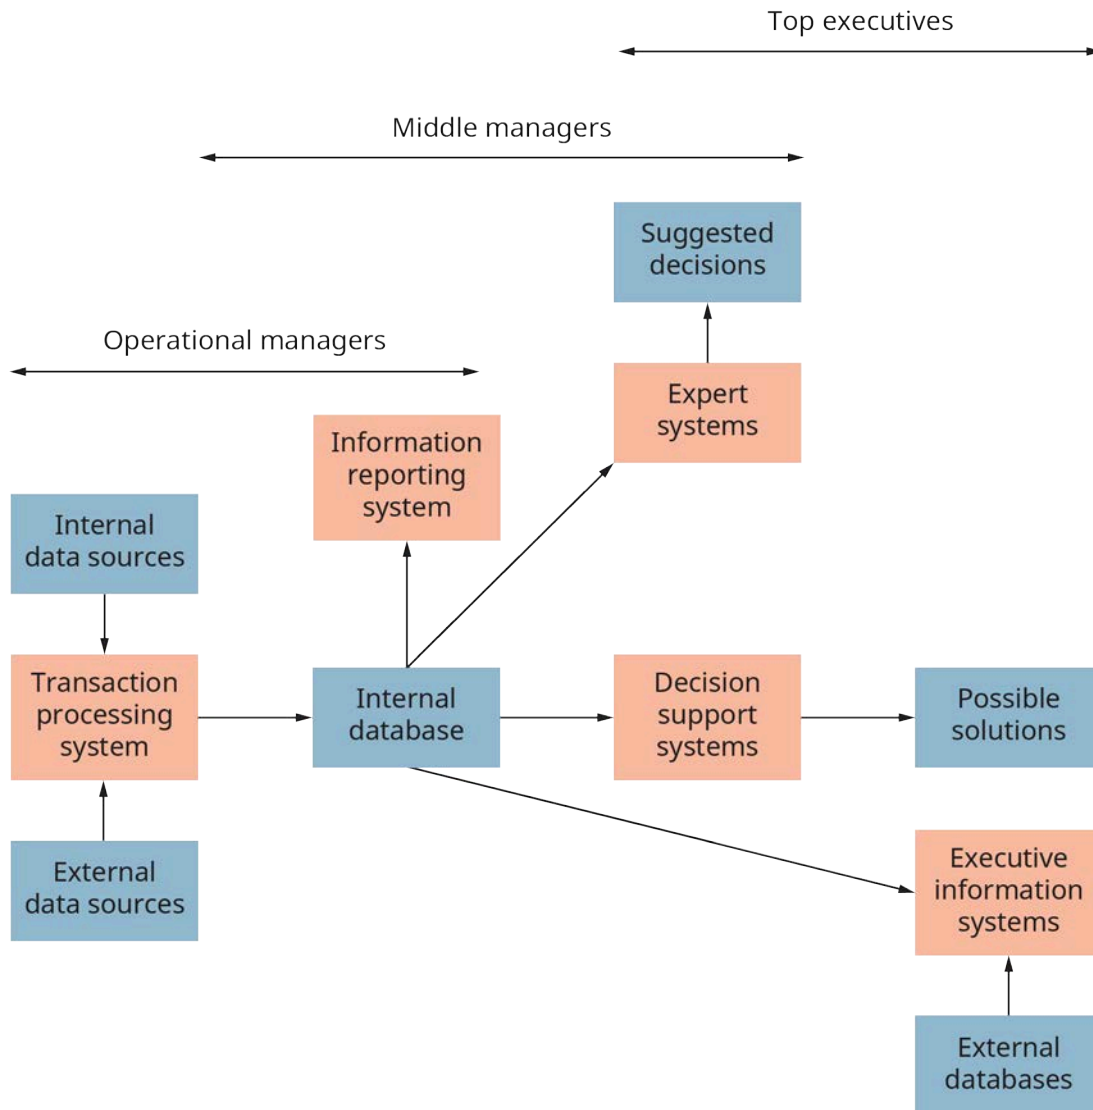 Top executives
Middle managers
Suggested
decisions
Operational managers
Expert
systems
Information
reporting
system
Internal
data sources
Transaction
processing
system
Internal
database
Decision
support
systems
Possible
solutions
External
data sources
Executive
information
systems
External
databases